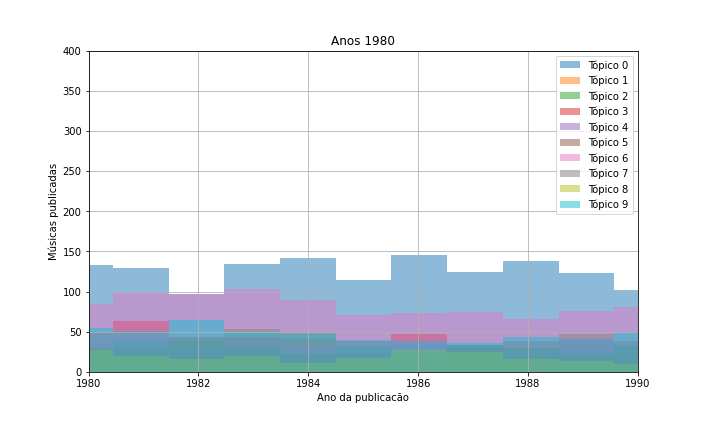 Anos 1980
400
350
300
250
200
150
100
50
0
Músicas publicadas
1980
1982
1984
1986
1988
1990
Ano da publicacão
Tópico 0
Tópico 1
Tópico 2
Tópico 3
Tópico 4
Tópico 5
Tópico 6
Tópico 7
Tópico 8
Tópico 9